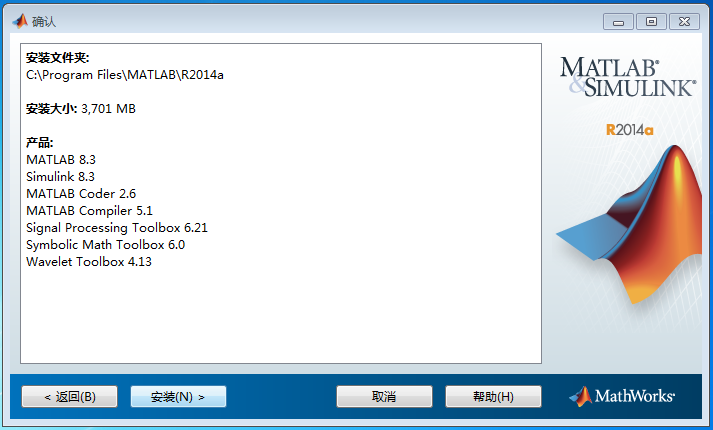 确认
安装文件夹:
C:\Program Files\MATLAB\R2014a
安装大小: 3,701 MB
产品:
MATLAB 8.3
Simulink 8.3
MATLAB Coder 2.6
MATLAB Compiler 5.1
Signal Processing Toolbox 6.21
Symbolic Math Toolbox 6.0
Wavelet Toolbox 4.13
MATLAB®
&SIMULINK®
R2014a
< 返回(B)
安装(N) >
取消
帮助(H)
MathWorks®